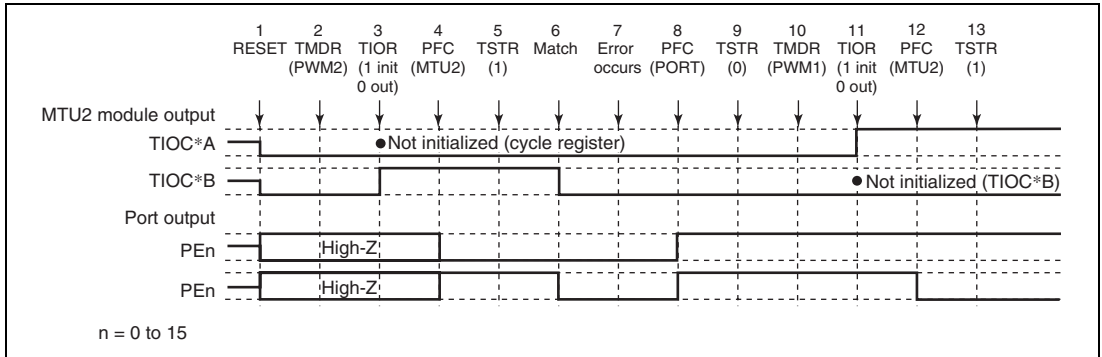 1 2 3 4 5 6 7 8 9 10 11 12 13
RESET TMDR TIOR PFC TSTR Match Error PFC TSTR TMDR TIOR PFC TSTR
(PWM2) (1 init (MTU2) (1) occurs (PORT) (0) (PWM1) (1 init (MTU2) (1)
0 out) 0 out)
MTU2 module output
TIOC*A
●Not initialized (cycle register)
TIOC*B
● Not initialized (TIOC*B)
Port output
PEn
High-Z
PEn
High-Z
n = 0 to 15